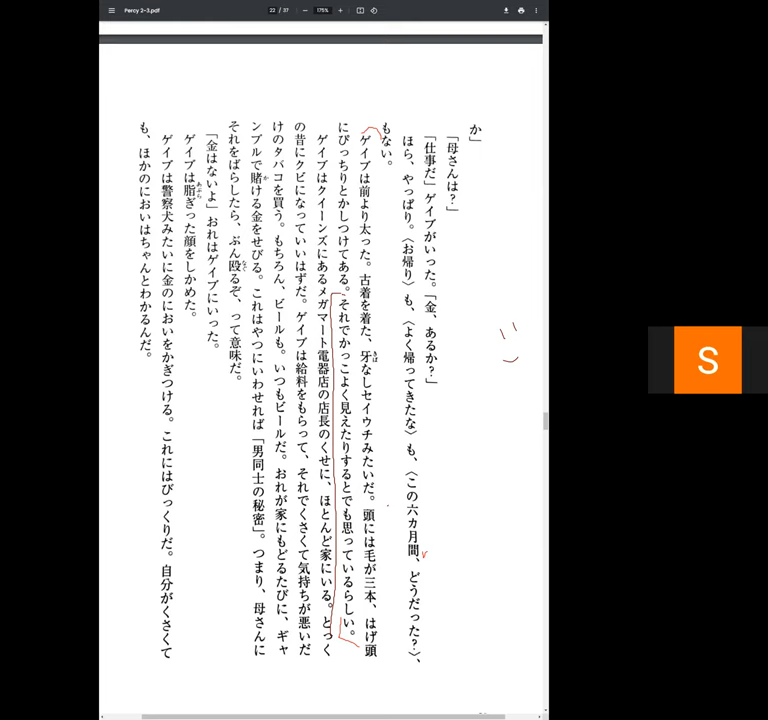 Percy 2-3.pdf
22 / 37
175%
か」
「母さんは？」
「仕事だ」ゲイブがいった。「金、あるか？」
ほら、やっぱり。〈お帰り〉も、〈よく帰ってきたな〉も、〈この六カ月間、どうだった？〉、
もない。
ゲイブは前より太った。古着を着た、牙なしセイウチみたいだ。頭には毛が三本、はげ頭
にぴっちりとかしつけてある。それでかっこよく見えたりするとでも思っているらしい。
ゲイブはクイーンズにあるメガマート電器店の店長のくせに、ほとんど家にいる。とっく
の昔にクビになっていいはずだ。ゲイブは給料をもらって、それでくさくて気持ちが悪いだ
けのタバコを買う。もちろん、ビールも。いつもビールだ。おれが家にもどるたびに、ギャ
ンブルで賭ける金をせびる。これはやつにいわせれば「男同士の秘密」。つまり、母さんに
それをばらしたら、ぶん殴るぞ、って意味だ。
「金はないよ」おれはゲイブにいった。
ゲイブは脂ぎった顔をしかめた。
ゲイブは警察犬みたいに金のにおいをかぎつける。これにはびっくりだ。自分がくさくて
も、ほかのにおいはちゃんとわかるんだ。
S